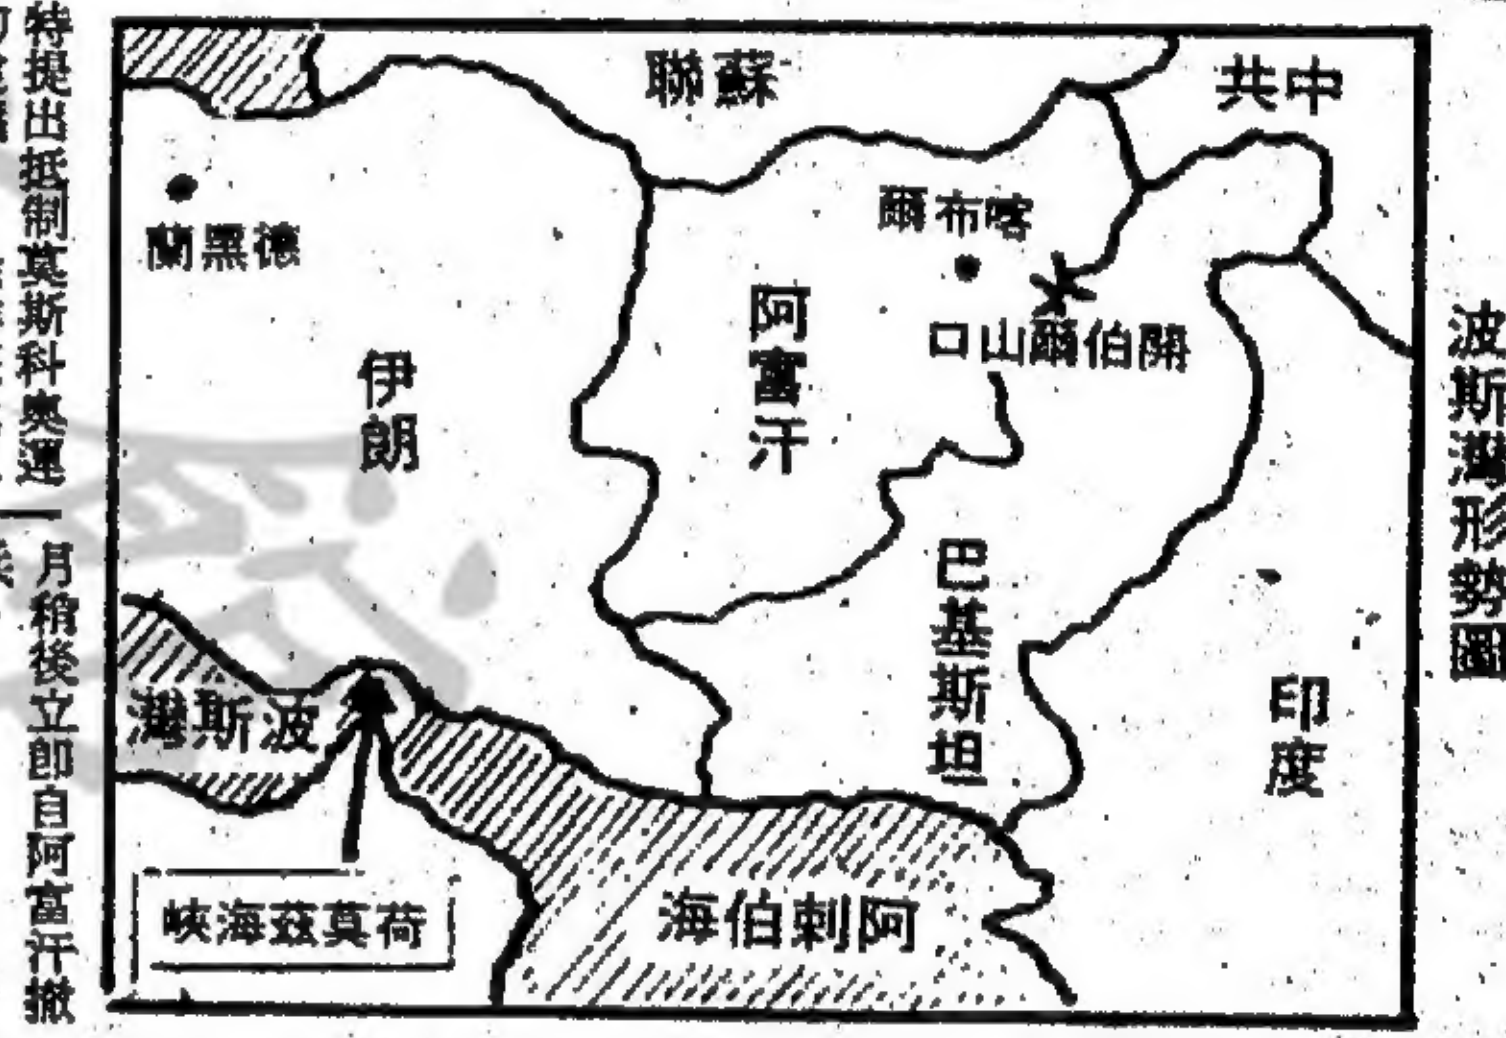 波斯灣形勢圖
中共
蘇聯
喀布爾
開伯爾山口
德黑蘭
阿富汗
伊朗
巴基斯坦
印度
波斯灣
荷莫茲海峽
阿剌伯海
特提出抵制莫斯科奧運
月稍後立即自阿富汗撤